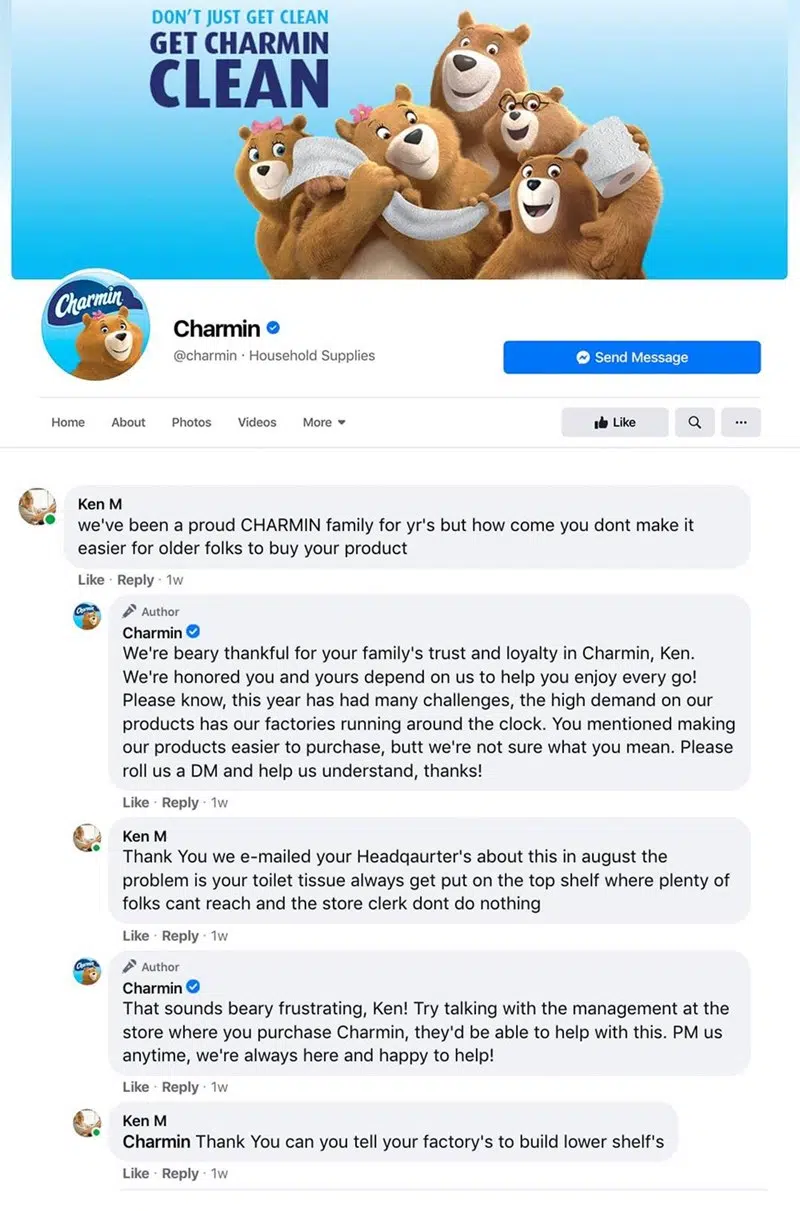 DON'T JUST GET CLEAN
GET CHARMIN
CLEAN
Charmin
Charmin
@charmin · Household Supplies
Send Message
Home About Photos Videos More
Like
Ken M
we've been a proud CHARMIN family for yr's but how come you dont make it
easier for older folks to buy your product
Like · Reply · 1w
Author
Charmin
We're beary thankful for your family's trust and loyalty in Charmin, Ken.
We're honored you and yours depend on us to help you enjoy every go!
Please know, this year has had many challenges, the high demand on our
products has our factories running around the clock. You mentioned making
our products easier to purchase, butt we're not sure what you mean. Please
roll us a DM and help us understand, thanks!
Like · Reply · 1w
Ken M
Thank You we e-mailed your Headqaurter's about this in august the
problem is your toilet tissue always get put on the top shelf where plenty of
folks cant reach and the store clerk dont do nothing
Like · Reply · 1w
Author
Charmin
That sounds beary frustrating, Ken! Try talking with the management at the
store where you purchase Charmin, they'd be able to help with this. PM us
anytime, we're always here and happy to help!
Like · Reply · 1w
Ken M
Charmin Thank You can you tell your factory's to build lower shelf's
Like · Reply · 1w